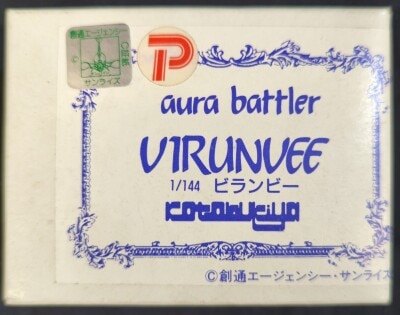 創通エージェンシー
©
サンライズ
P
aura battler
VIRUNVEE
1/144 ビランビー
kotobukiya
©創通エージェンシー・サンライズ